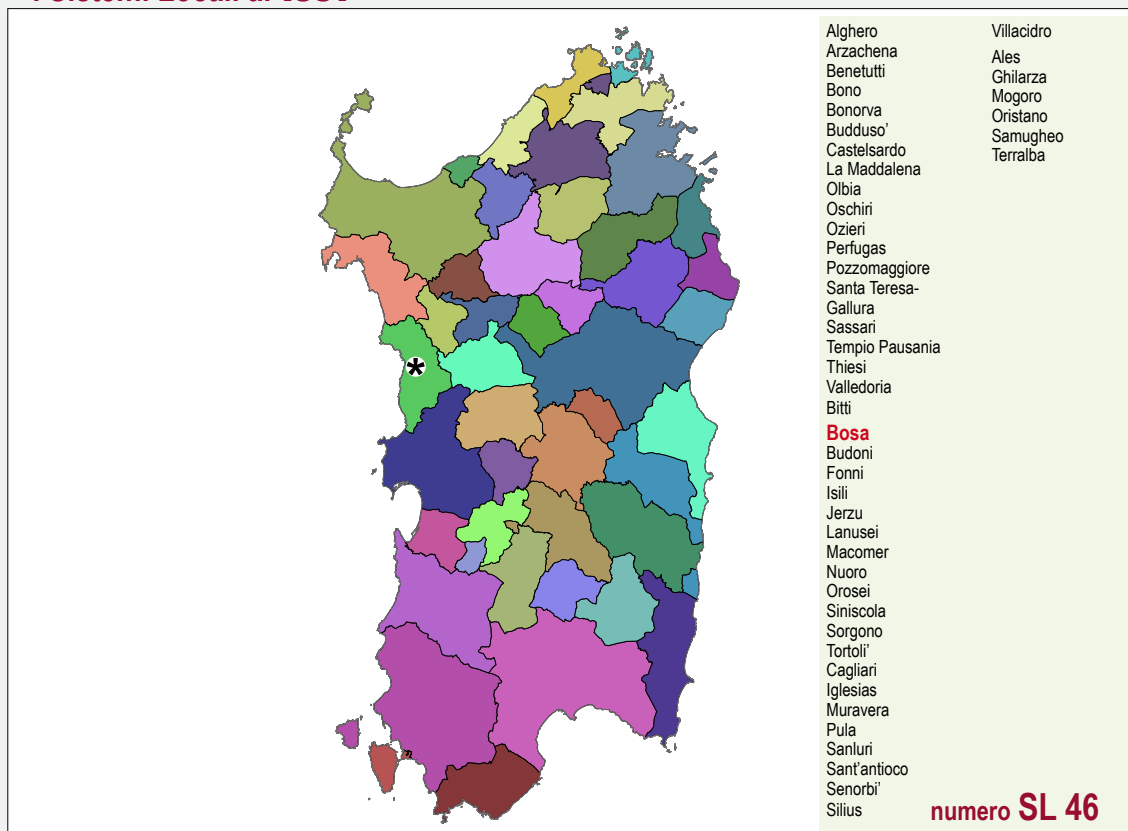 Alghero
Arzachena
Benetutti
Bono
Bonorva
Budduso'
Castelsardo
La Maddalena
Olbia
Oschiri
Ozieri
Perfugas
Pozzomaggiore
Santa Teresa-
Gallura
Sassari
Tempio Pausania
Thiesi
Valledoria
Bitti
Bosa
Budoni
Fonni
Isili
Jerzu
Lanusei
Macomer
Nuoro
Orosei
Siniscola
Sorgono
Tortoli'
Cagliari
Iglesias
Muravera
Pula
Sanluri
Sant'antioco
Senorbi'
Silius
Villacidro
Ales
Ghilarza
Mogoro
Oristano
Samugheo
Terralba
*
numero SL 46